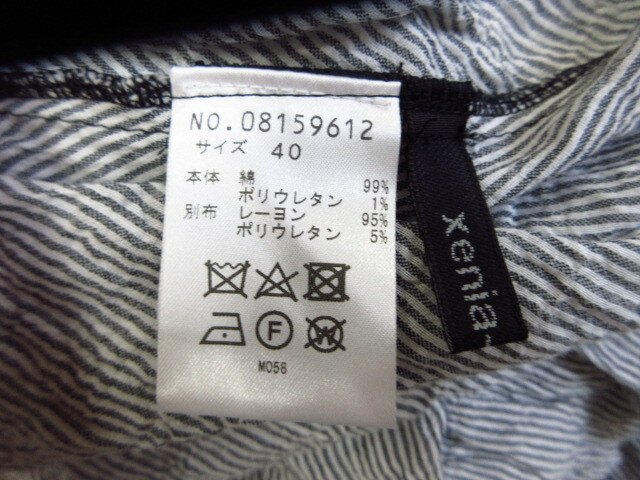 NO.08159612
サイズ 40
本体 綿 99%
ポリウレタン 1%
別布 レーヨン 95%
ポリウレタン 5%
F W
M058
xenia